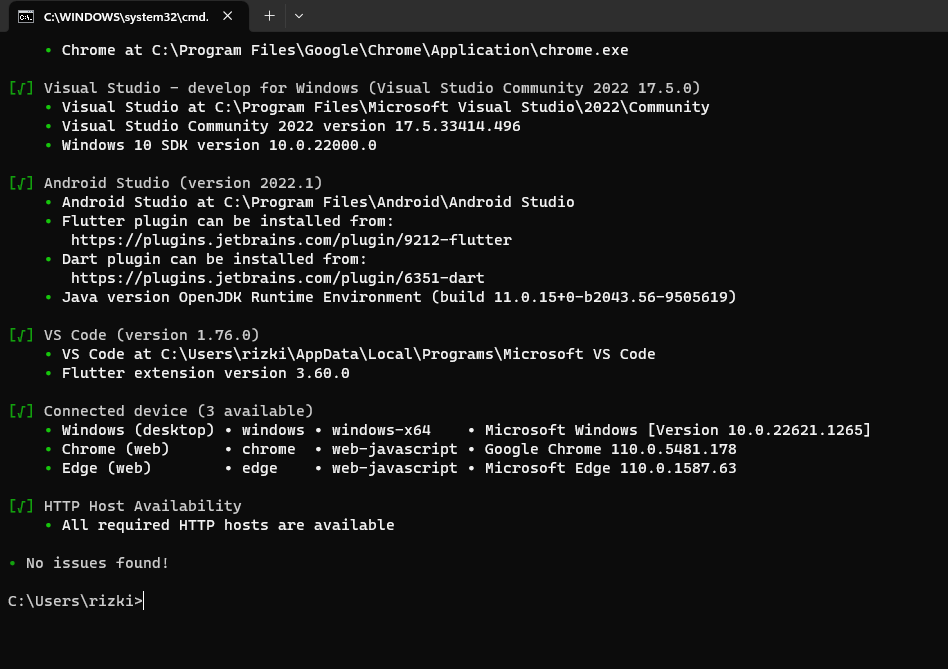 C:\WINDOWS\system32\cmd.
• Chrome at C:\Program Files\Google\Chrome\Application\chrome.exe
[√] Visual Studio - develop for Windows (Visual Studio Community 2022 17.5.0)
• Visual Studio at C:\Program Files\Microsoft Visual Studio\2022\Community
• Visual Studio Community 2022 version 17.5.33414.496
• Windows 10 SDK version 10.0.22000.0
[√] Android Studio (version 2022.1)
• Android Studio at C:\Program Files\Android\Android Studio
• Flutter plugin can be installed from:
https://plugins.jetbrains.com/plugin/9212-flutter
• Dart plugin can be installed from:
https://plugins.jetbrains.com/plugin/6351-dart
• Java version OpenJDK Runtime Environment (build 11.0.15+0-b2043.56-9505619)
[√] VS Code (version 1.76.0)
• VS Code at C:\Users\rizki\AppData\Local\Programs\Microsoft VS Code
• Flutter extension version 3.60.0
[√] Connected device (3 available)
• Windows (desktop) • windows • windows-x64 • Microsoft Windows [Version 10.0.22621.1265]
• Chrome (web) • chrome • web-javascript • Google Chrome 110.0.5481.178
• Edge (web) • edge • web-javascript • Microsoft Edge 110.0.1587.63
[√] HTTP Host Availability
• All required HTTP hosts are available
• No issues found!
C:\Users\rizki>